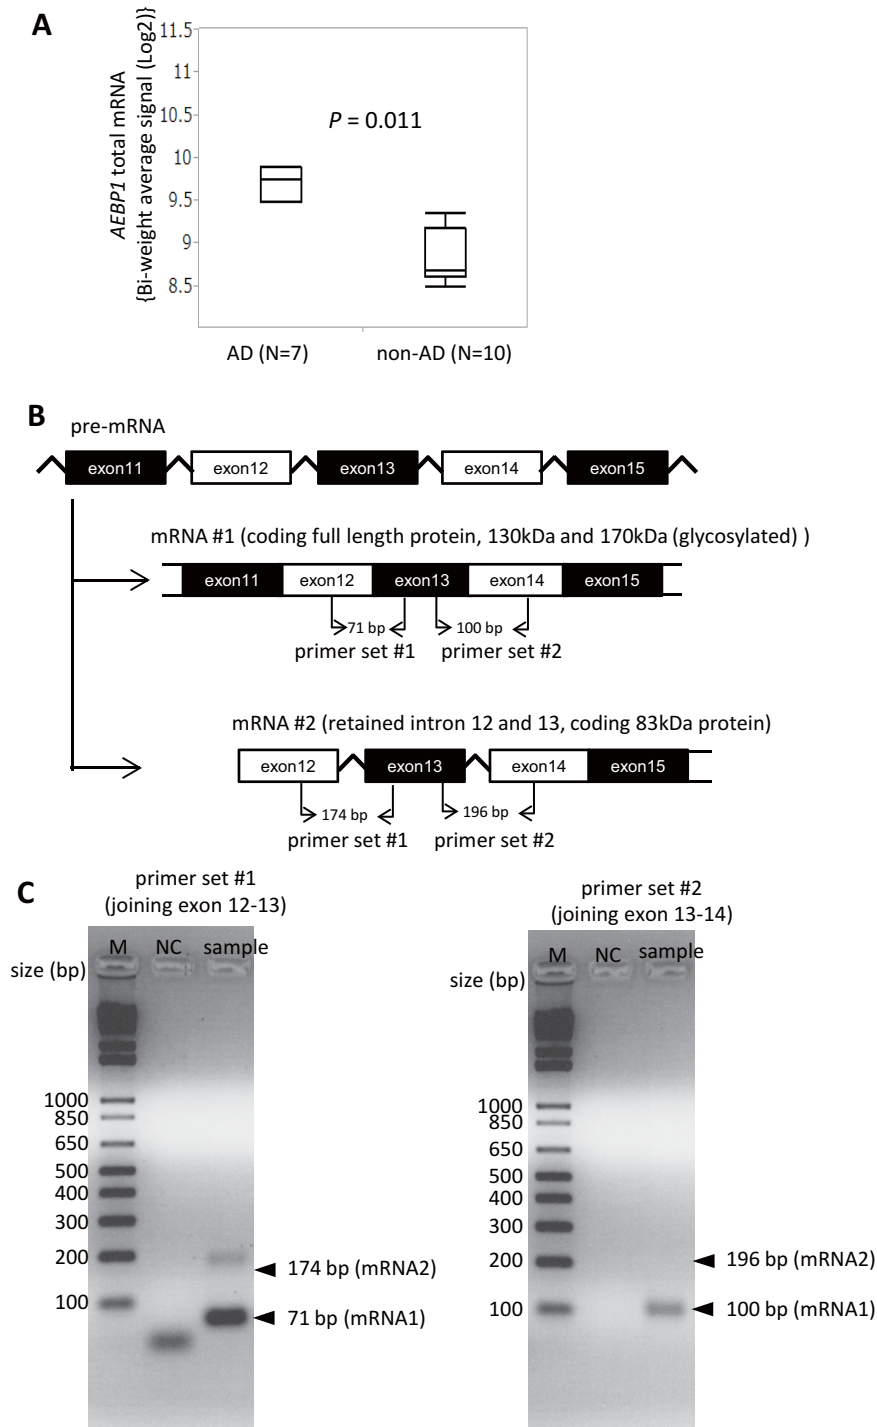 A
AEBP1 total mRNA
{Bi-weight average signal (Log2)}
11.5
11
10.5
10
9.5
9
8.5
P = 0.011
AD (N=7)
non-AD (N=10)
B
pre-mRNA
exon11 exon12 exon13 exon14 exon15
mRNA #1 (coding full length protein, 130kDa and 170kDa (glycosylated) )
exon11 exon12 exon13 exon14 exon15
71 bp 100 bp
primer set #1 primer set #2
mRNA #2 (retained intron 12 and 13, coding 83kDa protein)
exon12 exon13 exon14 exon15
174 bp 196 bp
primer set #1 primer set #2
C
primer set #1
(joining exon 12-13)
M NC sample
size (bp)
1000
850
650
500
400
300
200
100
174 bp (mRNA2)
71 bp (mRNA1)
primer set #2
(joining exon 13-14)
M NC sample
size (bp)
1000
850
650
500
400
300
200
100
196 bp (mRNA2)
100 bp (mRNA1)